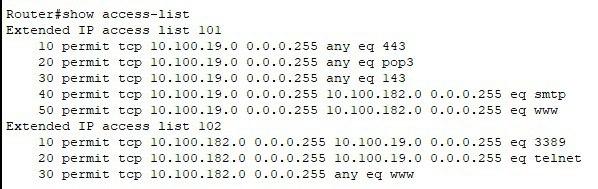 Router#show access-list
Extended IP access list 101
10 permit tcp 10.100.19.0 0.0.0.255 any eq 443
20 permit tcp 10.100.19.0 0.0.0.255 any eq pop3
30 permit tcp 10.100.19.0 0.0.0.255 any eq 143
40 permit tcp 10.100.19.0 0.0.0.255 10.100.182.0 0.0.0.255 eq smtp
50 permit tcp 10.100.19.0 0.0.0.255 10.100.182.0 0.0.0.255 eq www
Extended IP access list 102
10 permit tcp 10.100.182.0 0.0.0.255 10.100.19.0 0.0.0.255 eq 3389
20 permit tcp 10.100.182.0 0.0.0.255 10.100.19.0 0.0.0.255 eq telnet
30 permit tcp 10.100.182.0 0.0.0.255 any eq www